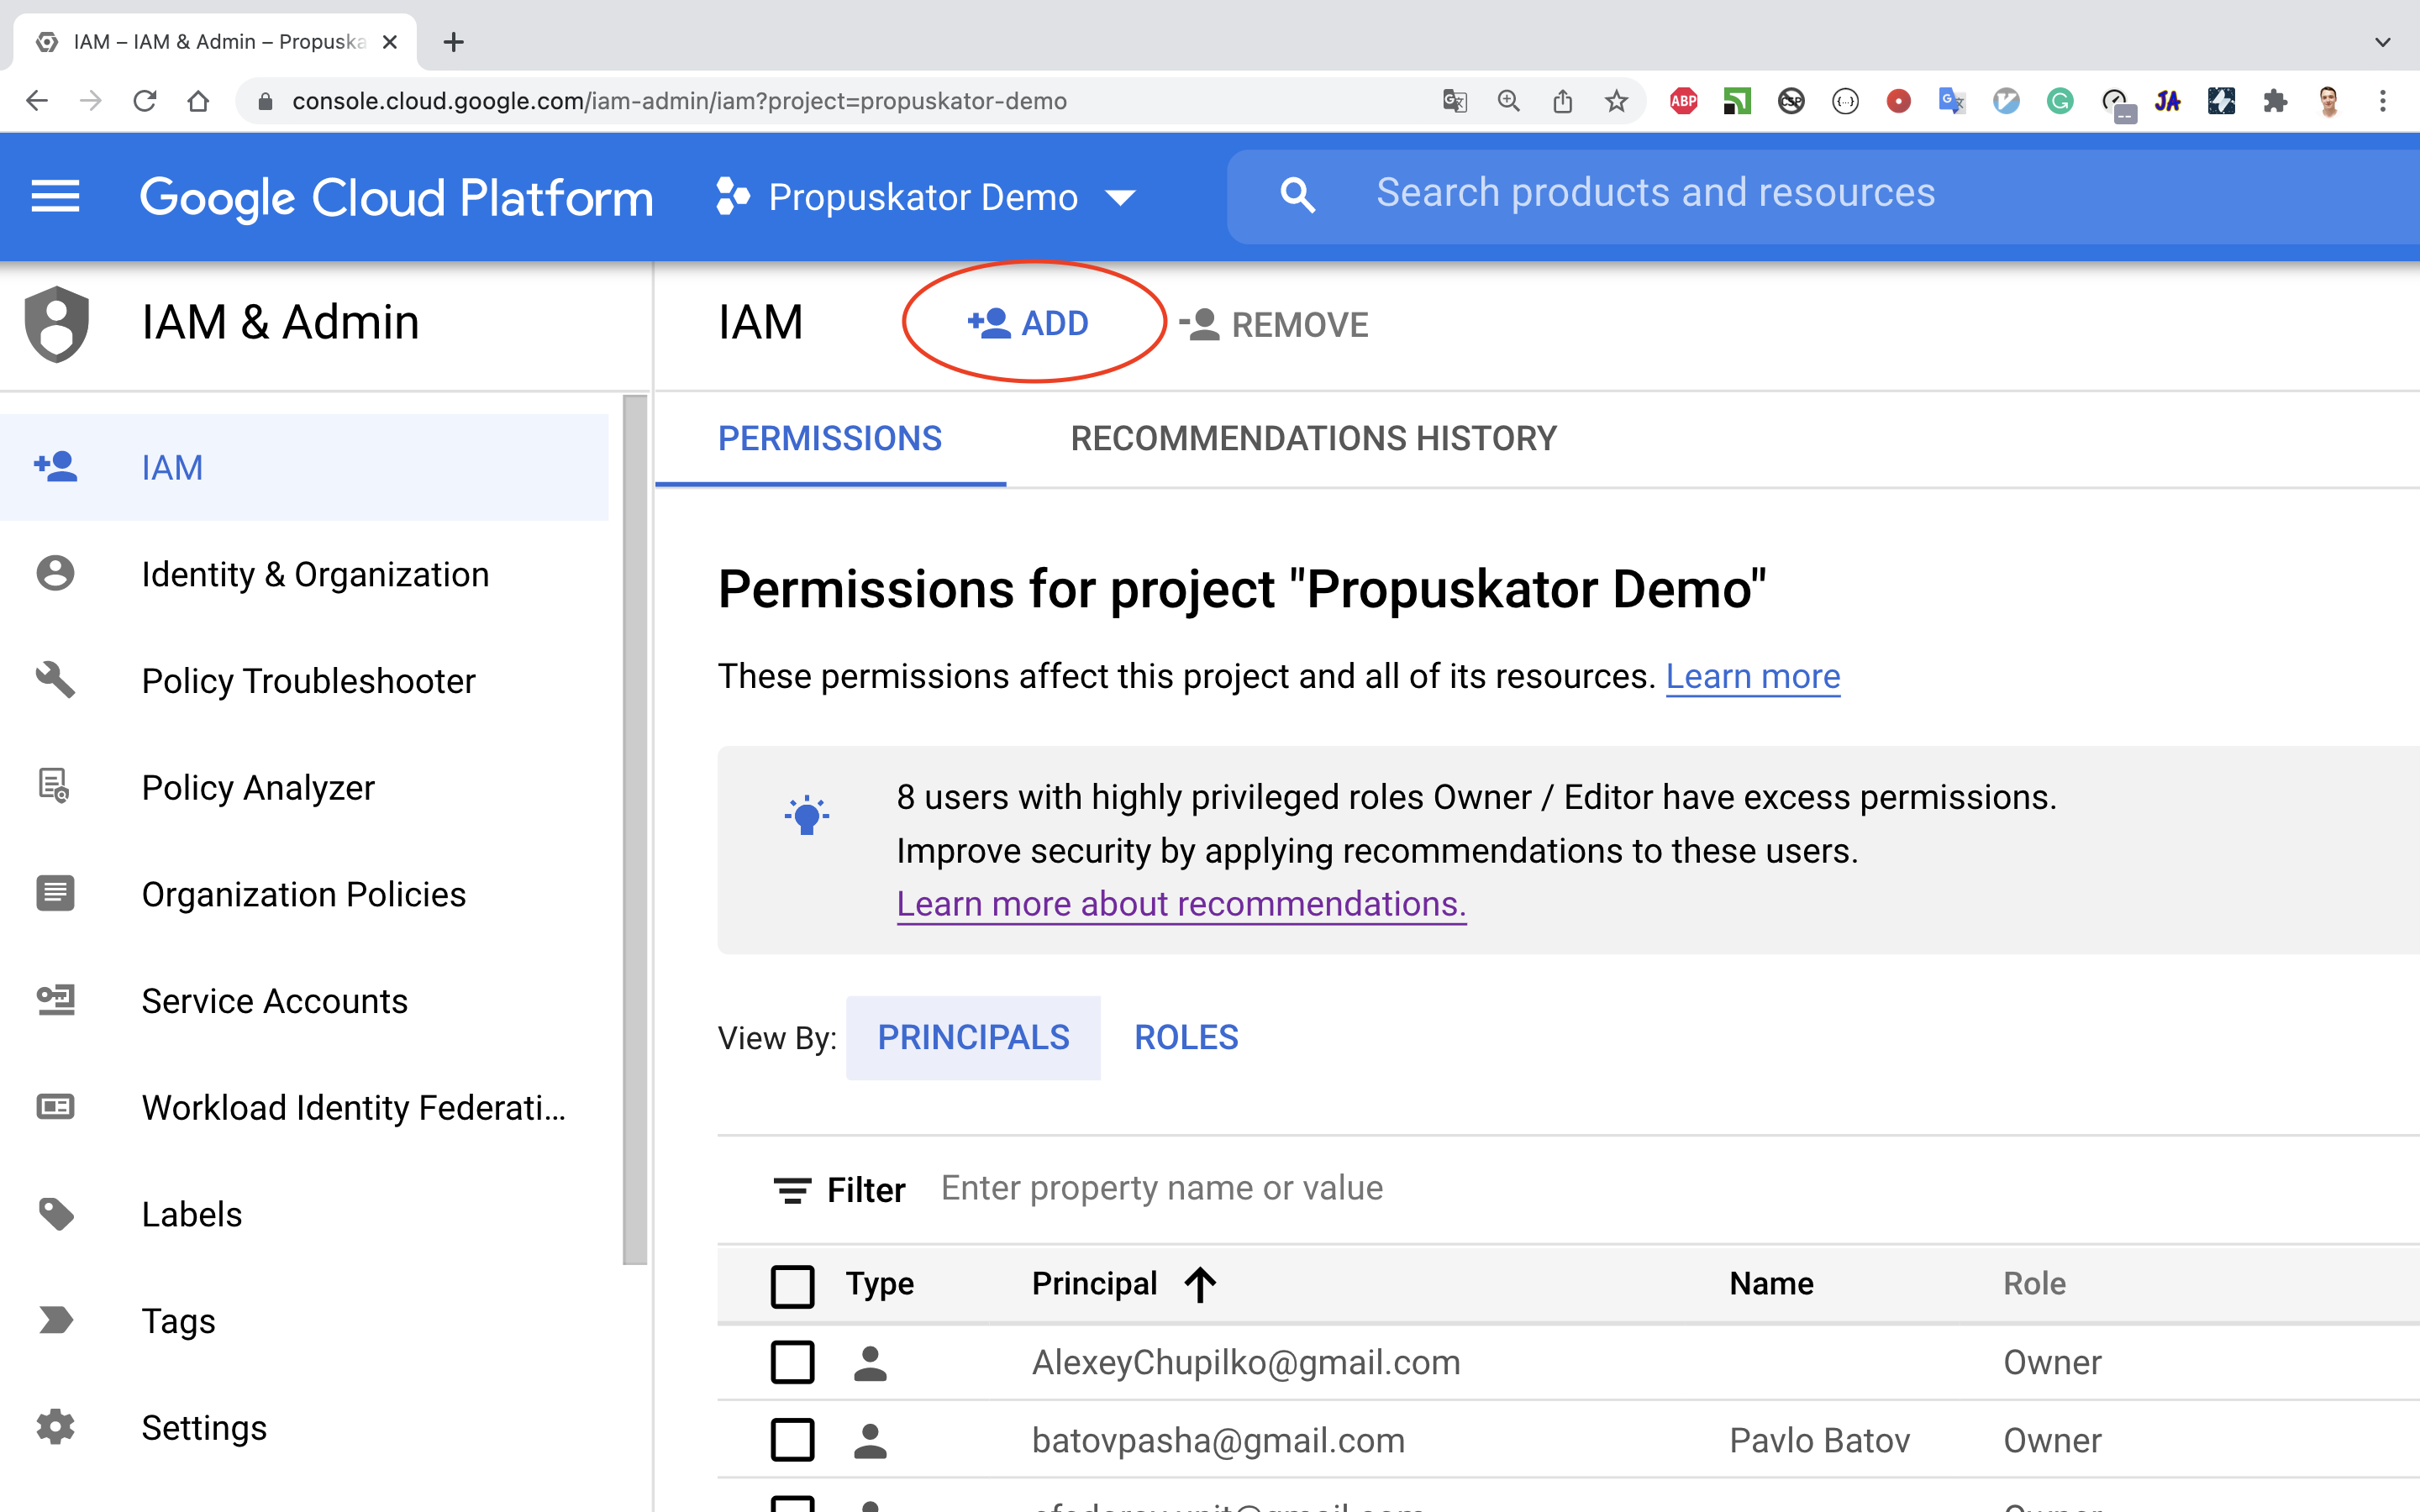 IAM – IAM & Admin – Propuska
console.cloud.google.com/iam-admin/iam?project=propuskator-demo
ABP
CSP
JA
Google Cloud Platform
Propuskator Demo
Search products and resources
IAM & Admin
IAM
ADD
REMOVE
IAM
Identity & Organization
Policy Troubleshooter
Policy Analyzer
Organization Policies
Service Accounts
Workload Identity Federati...
Labels
Tags
Settings
PERMISSIONS
RECOMMENDATIONS HISTORY
Permissions for project "Propuskator Demo"
These permissions affect this project and all of its resources. Learn more
8 users with highly privileged roles Owner / Editor have excess permissions.
Improve security by applying recommendations to these users.
Learn more about recommendations.
View By: PRINCIPALS ROLES
Filter Enter property name or value
Type Principal Name Role
AlexeyChupilko@gmail.com Owner
batovpasha@gmail.com Pavlo Batov Owner